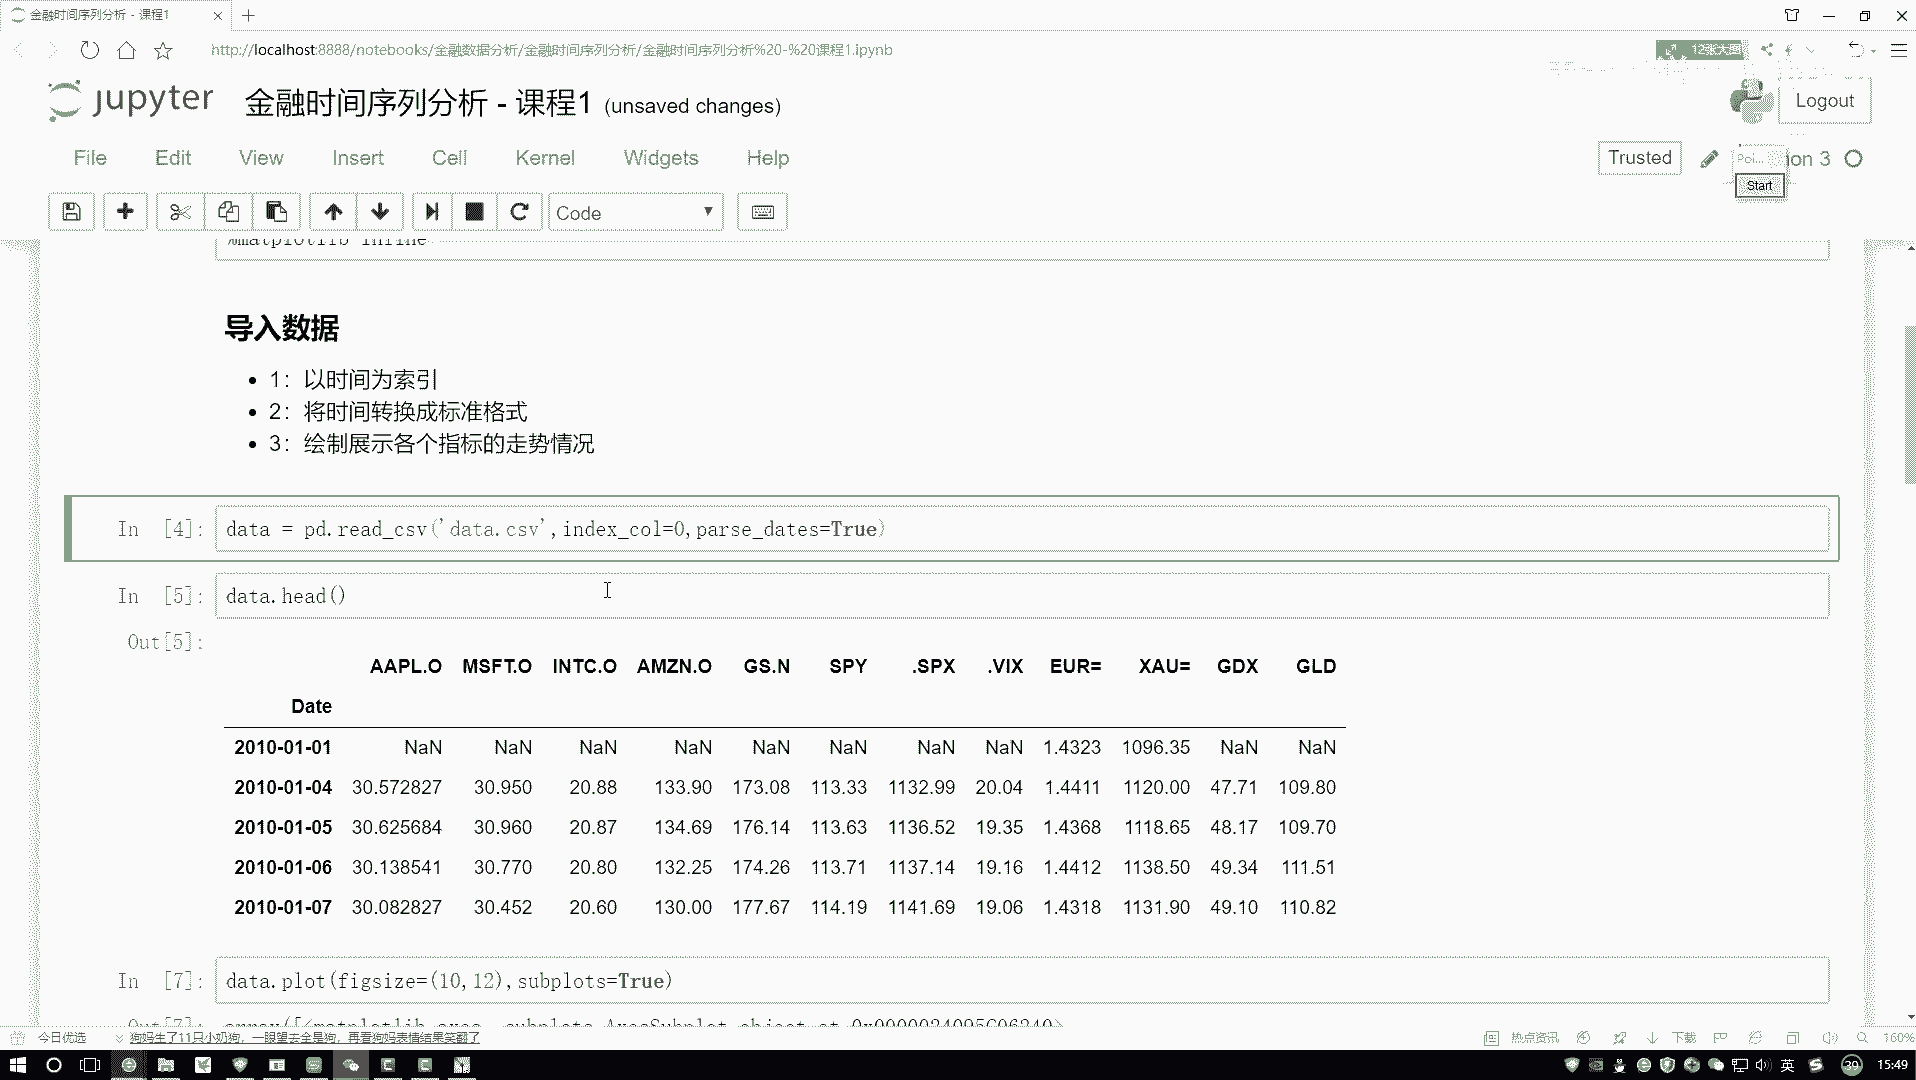 金融时间序列分析 - 课程1
http://localhost:8888/notebooks/金融数据分析/金融时间序列分析/金融时间序列分析%20-%20课程1.ipynb
12张大图
jupyter 金融时间序列分析 - 课程1 (unsaved changes)
Logout
File Edit View Insert Cell Kernel Widgets Help
Trusted
Poi... ion 3
Start
Code
%matplotlib inline
导入数据
1：以时间为索引
2：将时间转换成标准格式
3：绘制展示各个指标的走势情况
In [4]: data = pd.read_csv('data.csv',index_col=0,parse_dates=True)
In [5]: data.head()
Out[5]:
AAPL.O MSFT.O INTC.O AMZN.O GS.N SPY .SPX .VIX EUR= XAU= GDX GLD
Date
2010-01-01 NaN NaN NaN NaN NaN NaN NaN NaN 1.4323 1096.35 NaN NaN
2010-01-04 30.572827 30.950 20.88 133.90 173.08 113.33 1132.99 20.04 1.4411 1120.00 47.71 109.80
2010-01-05 30.625684 30.960 20.87 134.69 176.14 113.63 1136.52 19.35 1.4368 1118.65 48.17 109.70
2010-01-06 30.138541 30.770 20.80 132.25 174.26 113.71 1137.14 19.16 1.4412 1138.50 49.34 111.51
2010-01-07 30.082827 30.452 20.60 130.00 177.67 114.19 1141.69 19.06 1.4318 1131.90 49.10 110.82
In [7]: data.plot(figsize=(10,12),subplots=True)
Out[7]: array([<matplotlib.axes._subplots.AxesSubplot object at
今日优选 狗妈生了11只小奶狗，一眼望去全是狗，再看狗妈表情结果笑翻了
热点资讯 下载 160%
英 39 15:49